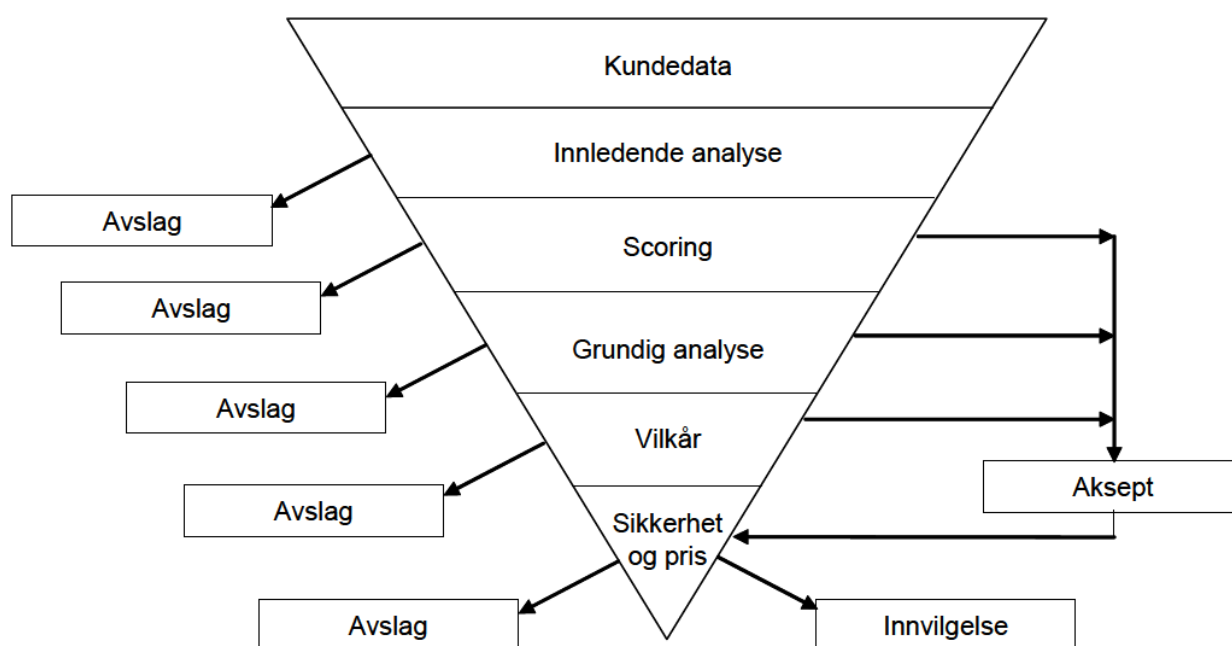 Kundedata
Innledende analyse
Avslag
Scoring
Avslag
Grundig analyse
Avslag
Vilkår
Avslag
Aksept
Sikkerhet
og pris
Avslag
Innvilgelse